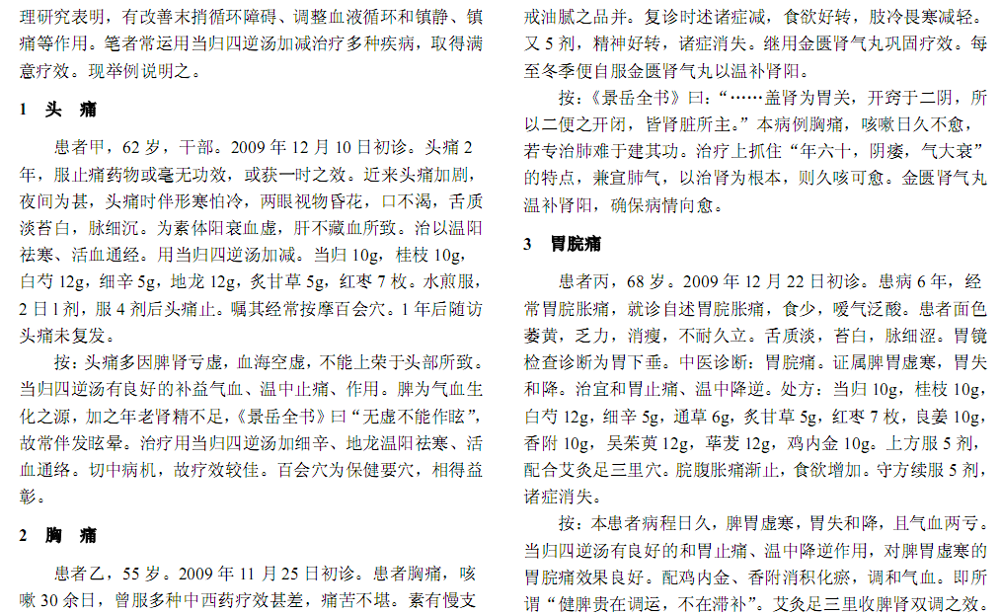 理研究表明，有改善末梢循环障碍、调整血液循环和镇静、镇
痛等作用。笔者常运用当归四逆汤加减治疗多种疾病，取得满
意疗效。现举例说明之。
1 头 痛
患者甲，62 岁，干部。2009 年 12 月 10 日初诊。头痛 2
年，服止痛药物或毫无功效，或获一时之效。近来头痛加剧，
夜间为甚，头痛时伴形寒怕冷，两眼视物昏花，口不渴，舌质
淡苔白，脉细沉。为素体阳衰血虚，肝不藏血所致。治以温阳
祛寒、活血通经。用当归四逆汤加减。当归 10g，桂枝 10g，
白芍 12g，细辛 5g，地龙 12g，炙甘草 5g，红枣 7 枚。水煎服，
2 日 1 剂，服 4 剂后头痛止。嘱其经常按摩百会穴。1 年后随访
头痛未复发。
按：头痛多因脾肾亏虚，血海空虚，不能上荣于头部所致。
当归四逆汤有良好的补益气血、温中止痛、作用。脾为气血生
化之源，加之年老肾精不足，《景岳全书》曰“无虚不能作眩”，
故常伴发眩晕。治疗用当归四逆汤加细辛、地龙温阳祛寒、活
血通络。切中病机，故疗效较佳。百会穴为保健要穴，相得益
彰。
2 胸 痛
患者乙，55 岁。2009 年 11 月 25 日初诊。患者胸痛，咳
嗽 30 余日，曾服多种中西药疗效甚差，痛苦不堪。素有慢支
戒油腻之品并。复诊时述诸症减，食欲好转，肢冷畏寒减轻。
又 5 剂，精神好转，诸症消失。继用金匮肾气丸巩固疗效。每
至冬季便自服金匮肾气丸以温补肾阳。
按：《景岳全书》曰：“……盖肾为胃关，开窍于二阴，所
以二便之开闭，皆肾脏所主。”本病例胸痛，咳嗽日久不愈，
若专治肺难于建其功。治疗上抓住“年六十，阴痿，气大衰”
的特点，兼宣肺气，以治肾为根本，则久咳可愈。金匮肾气丸
温补肾阳，确保病情向愈。
3 胃脘痛
患者丙，68 岁。2009 年 12 月 22 日初诊。患病 6 年，经
常胃脘胀痛，就诊自述胃脘胀痛，食少，嗳气泛酸。患者面色
萎黄，乏力，消瘦，不耐久立。舌质淡，苔白，脉细涩。胃镜
检查诊断为胃下垂。中医诊断：胃脘痛。证属脾胃虚寒，胃失
和降。治宜和胃止痛、温中降逆。处方：当归 10g，桂枝 10g，
白芍 12g，细辛 5g，通草 6g，炙甘草 5g，红枣 7 枚，良姜 10g，
香附 10g，吴茱萸 12g，荜茇 12g，鸡内金 10g。上方服 5 剂，
配合艾灸足三里穴。脘腹胀痛渐止，食欲增加。守方续服 5 剂，
诸症消失。
按：本患者病程日久，脾胃虚寒，胃失和降，且气血两亏。
当归四逆汤有良好的和胃止痛、温中降逆作用，对脾胃虚寒的
胃脘痛效果良好。配鸡内金、香附消积化瘀，调和气血。即所
谓“健脾贵在调运，不在滞补”。艾灸足三里收脾肾双调之效。